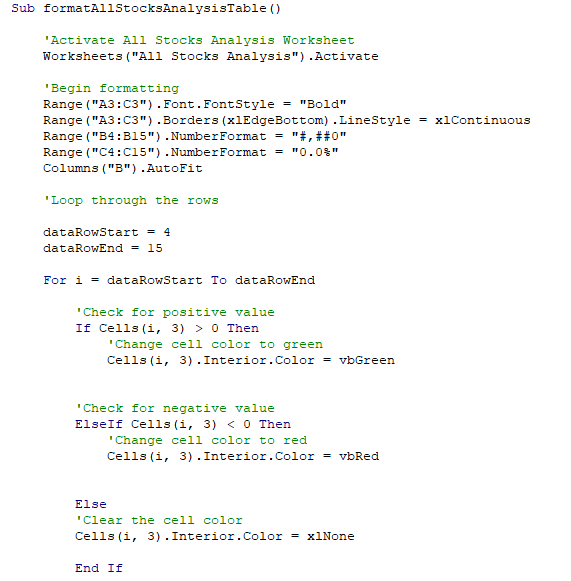 Sub formatAllStocksAnalysisTable()
'Activate All Stocks Analysis Worksheet
Worksheets("All Stocks Analysis").Activate
'Begin formatting
Range("A3:C3").Font.FontStyle = "Bold"
Range("A3:C3").Borders(xlEdgeBottom).LineStyle = xlContinuous
Range("B4:B15").NumberFormat = "#,##0"
Range("C4:C15").NumberFormat = "0.0%"
Columns("B").AutoFit
'Loop through the rows
dataRowStart = 4
dataRowEnd = 15
For i = dataRowStart To dataRowEnd
'Check for positive value
If Cells(i, 3) > 0 Then
'Change cell color to green
Cells(i, 3).Interior.Color = vbGreen
'Check for negative value
ElseIf Cells(i, 3) < 0 Then
'Change cell color to red
Cells(i, 3).Interior.Color = vbRed
Else
'Clear the cell color
Cells(i, 3).Interior.Color = xlNone
End If